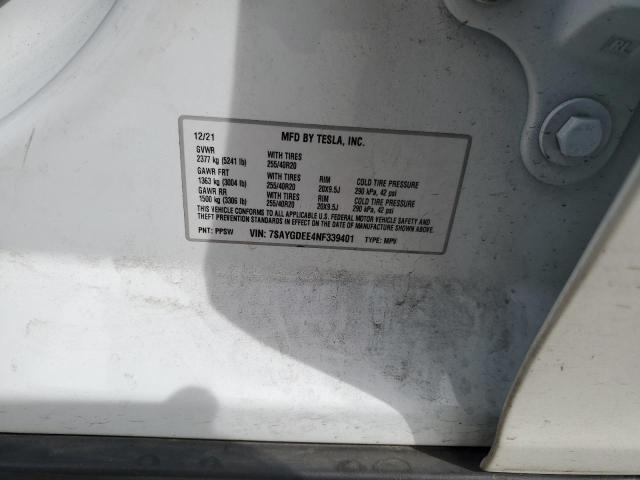 RL
12/21 MFD BY TESLA, INC.
GVWR WITH TIRES
2377 kg (5241 lb) 255/40R20
GAWR FRT WITH TIRES RIM COLD TIRE PRESSURE
1363 kg (3004 lb) 255/40R20 20X9.5J 290 kPa, 42 psi
GAWR RR WITH TIRES RIM COLD TIRE PRESSURE
1500 kg (3306 lb) 255/40R20 20X9.5J 290 kPa, 42 psi
THIS VEHICLE CONFORMS TO ALL APPLICABLE U.S. FEDERAL MOTOR VEHICLE SAFETY AND
THEFT PREVENTION STANDARDS IN EFFECT ON THE DATE OF MANUFACTURE SHOWN ABOVE.
PNT: PPSW VIN: 7SAYGDEE4NF339401 TYPE: MPV